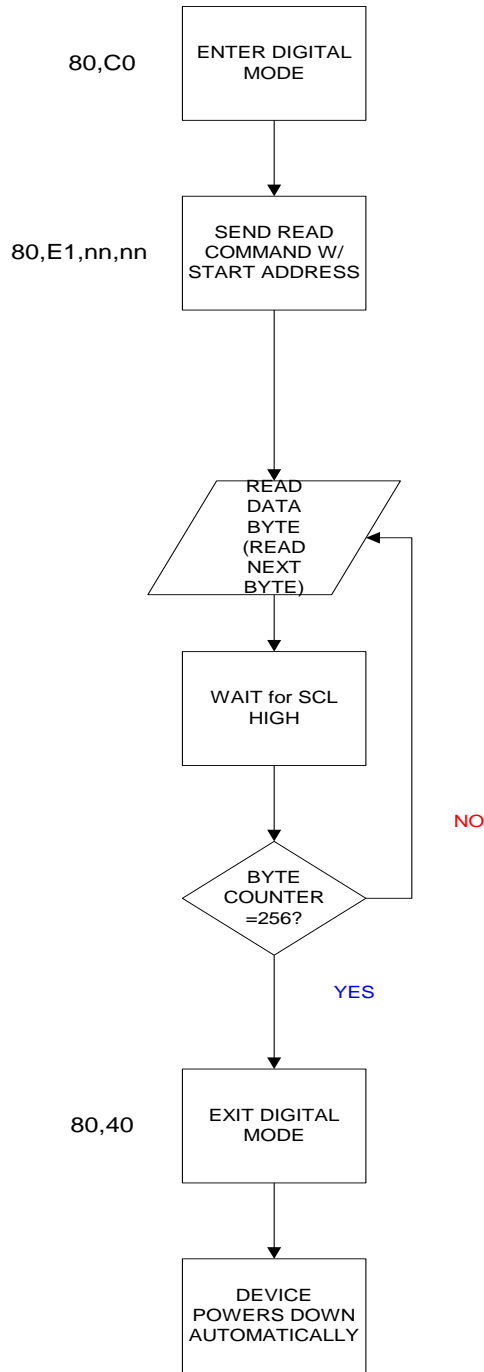 80,C0
ENTER DIGITAL
MODE
80,E1,nn,nn
SEND READ
COMMAND W/
START ADDRESS
READ
DATA
BYTE
(READ
NEXT
BYTE)
WAIT for SCL
HIGH
NO
BYTE
COUNTER
=256?
YES
80,40
EXIT DIGITAL
MODE
DEVICE
POWERS DOWN
AUTOMATICALLY